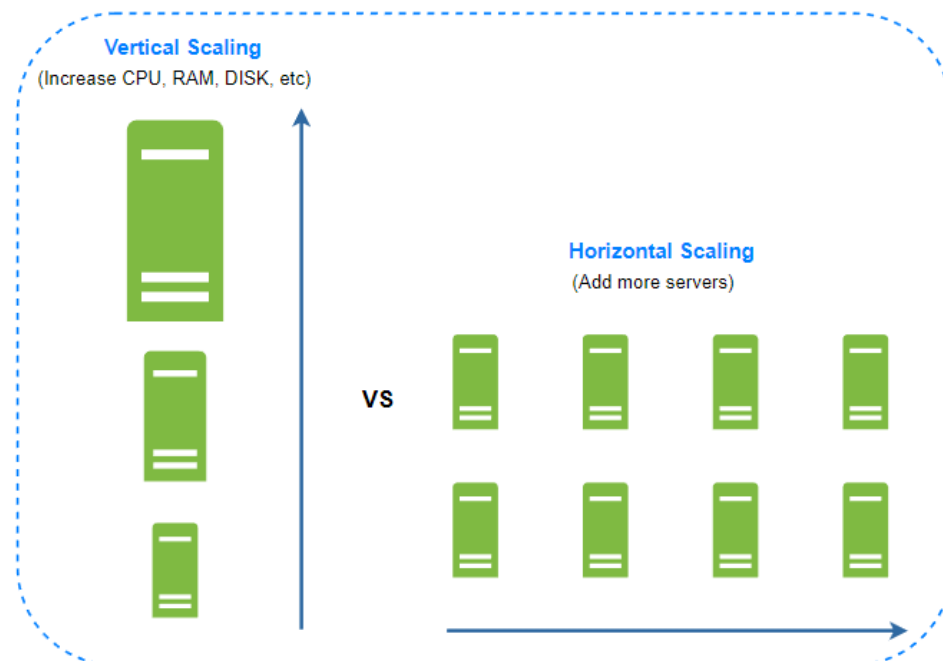 Vertical Scaling
(Increase CPU, RAM, DISK, etc)
VS
Horizontal Scaling
(Add more servers)